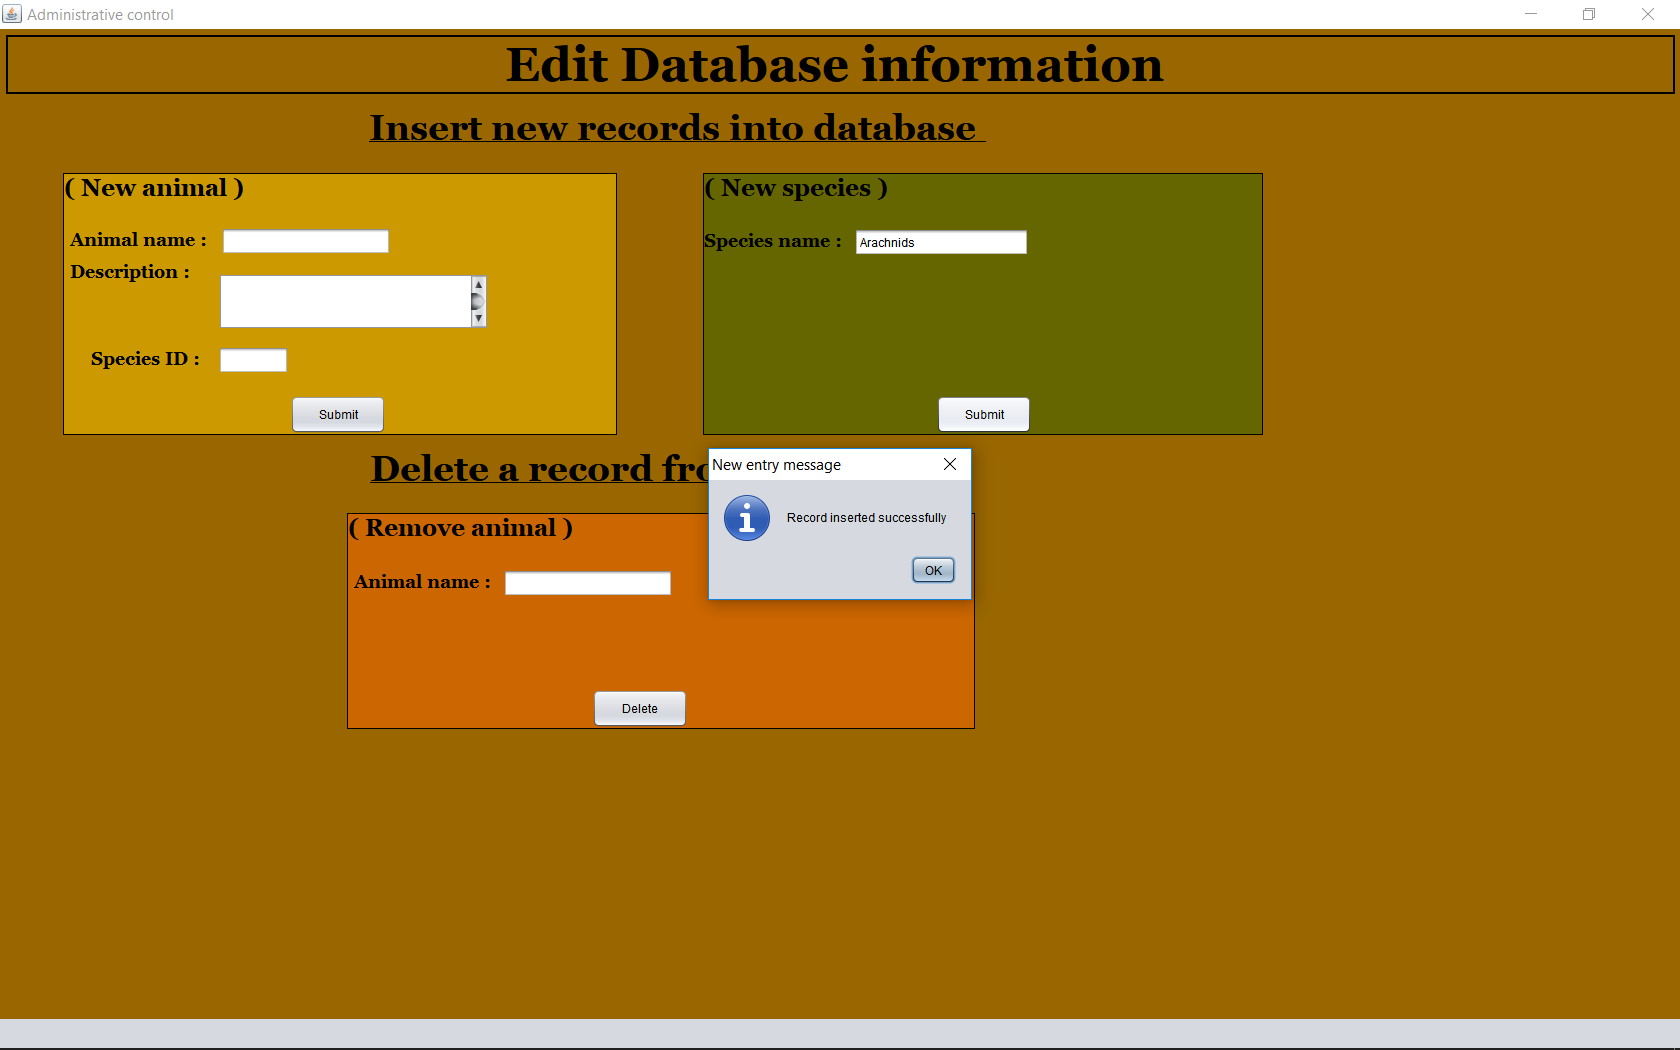 Administrative control
Edit Database information
Insert new records into database
( New animal )
Animal name :
Description :
Species ID :
Submit
( New species )
Species name : Arachnids
Submit
Delete a record
New entry message
Record inserted successfully
OK
( Remove animal )
Animal name :
Delete